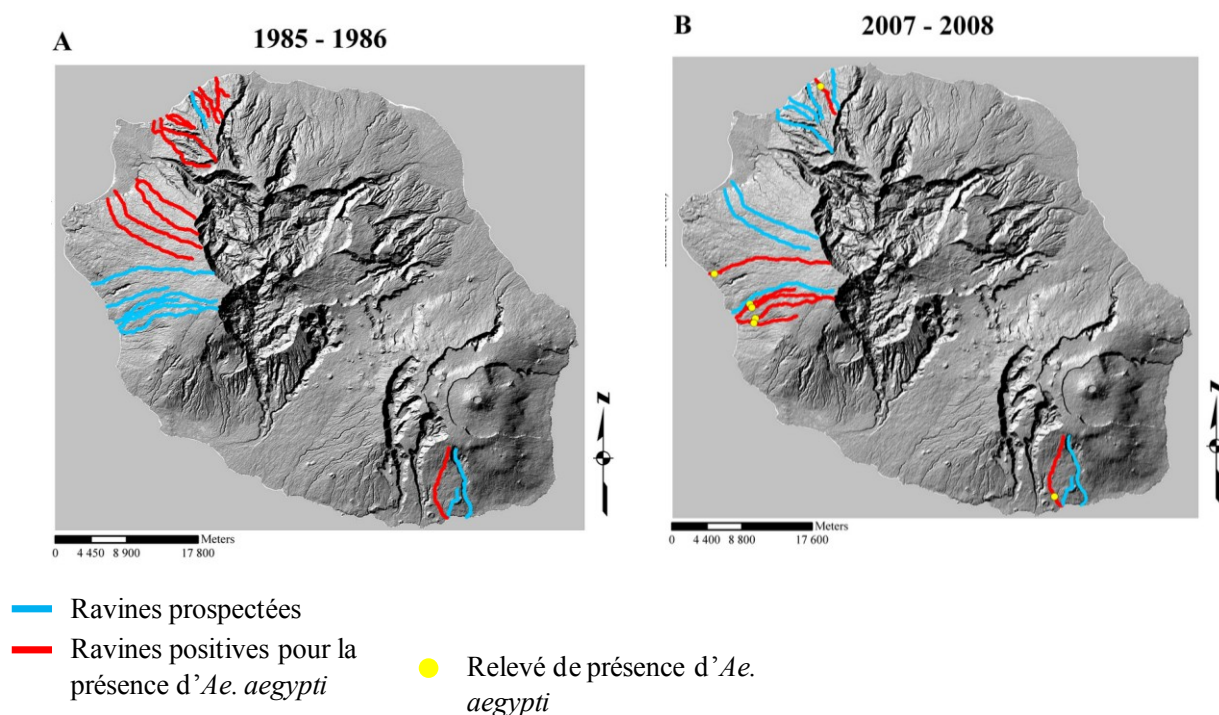 A
1985 - 1986
B
2007 - 2008
Z
Z
Meters
0 4 450 8 900 17 800
Meters
0 4 400 8 800 17 600
Ravines prospectées
Ravines positives pour la
présence d'Ae. aegypti
Relevé de présence d'Ae.
aegypti